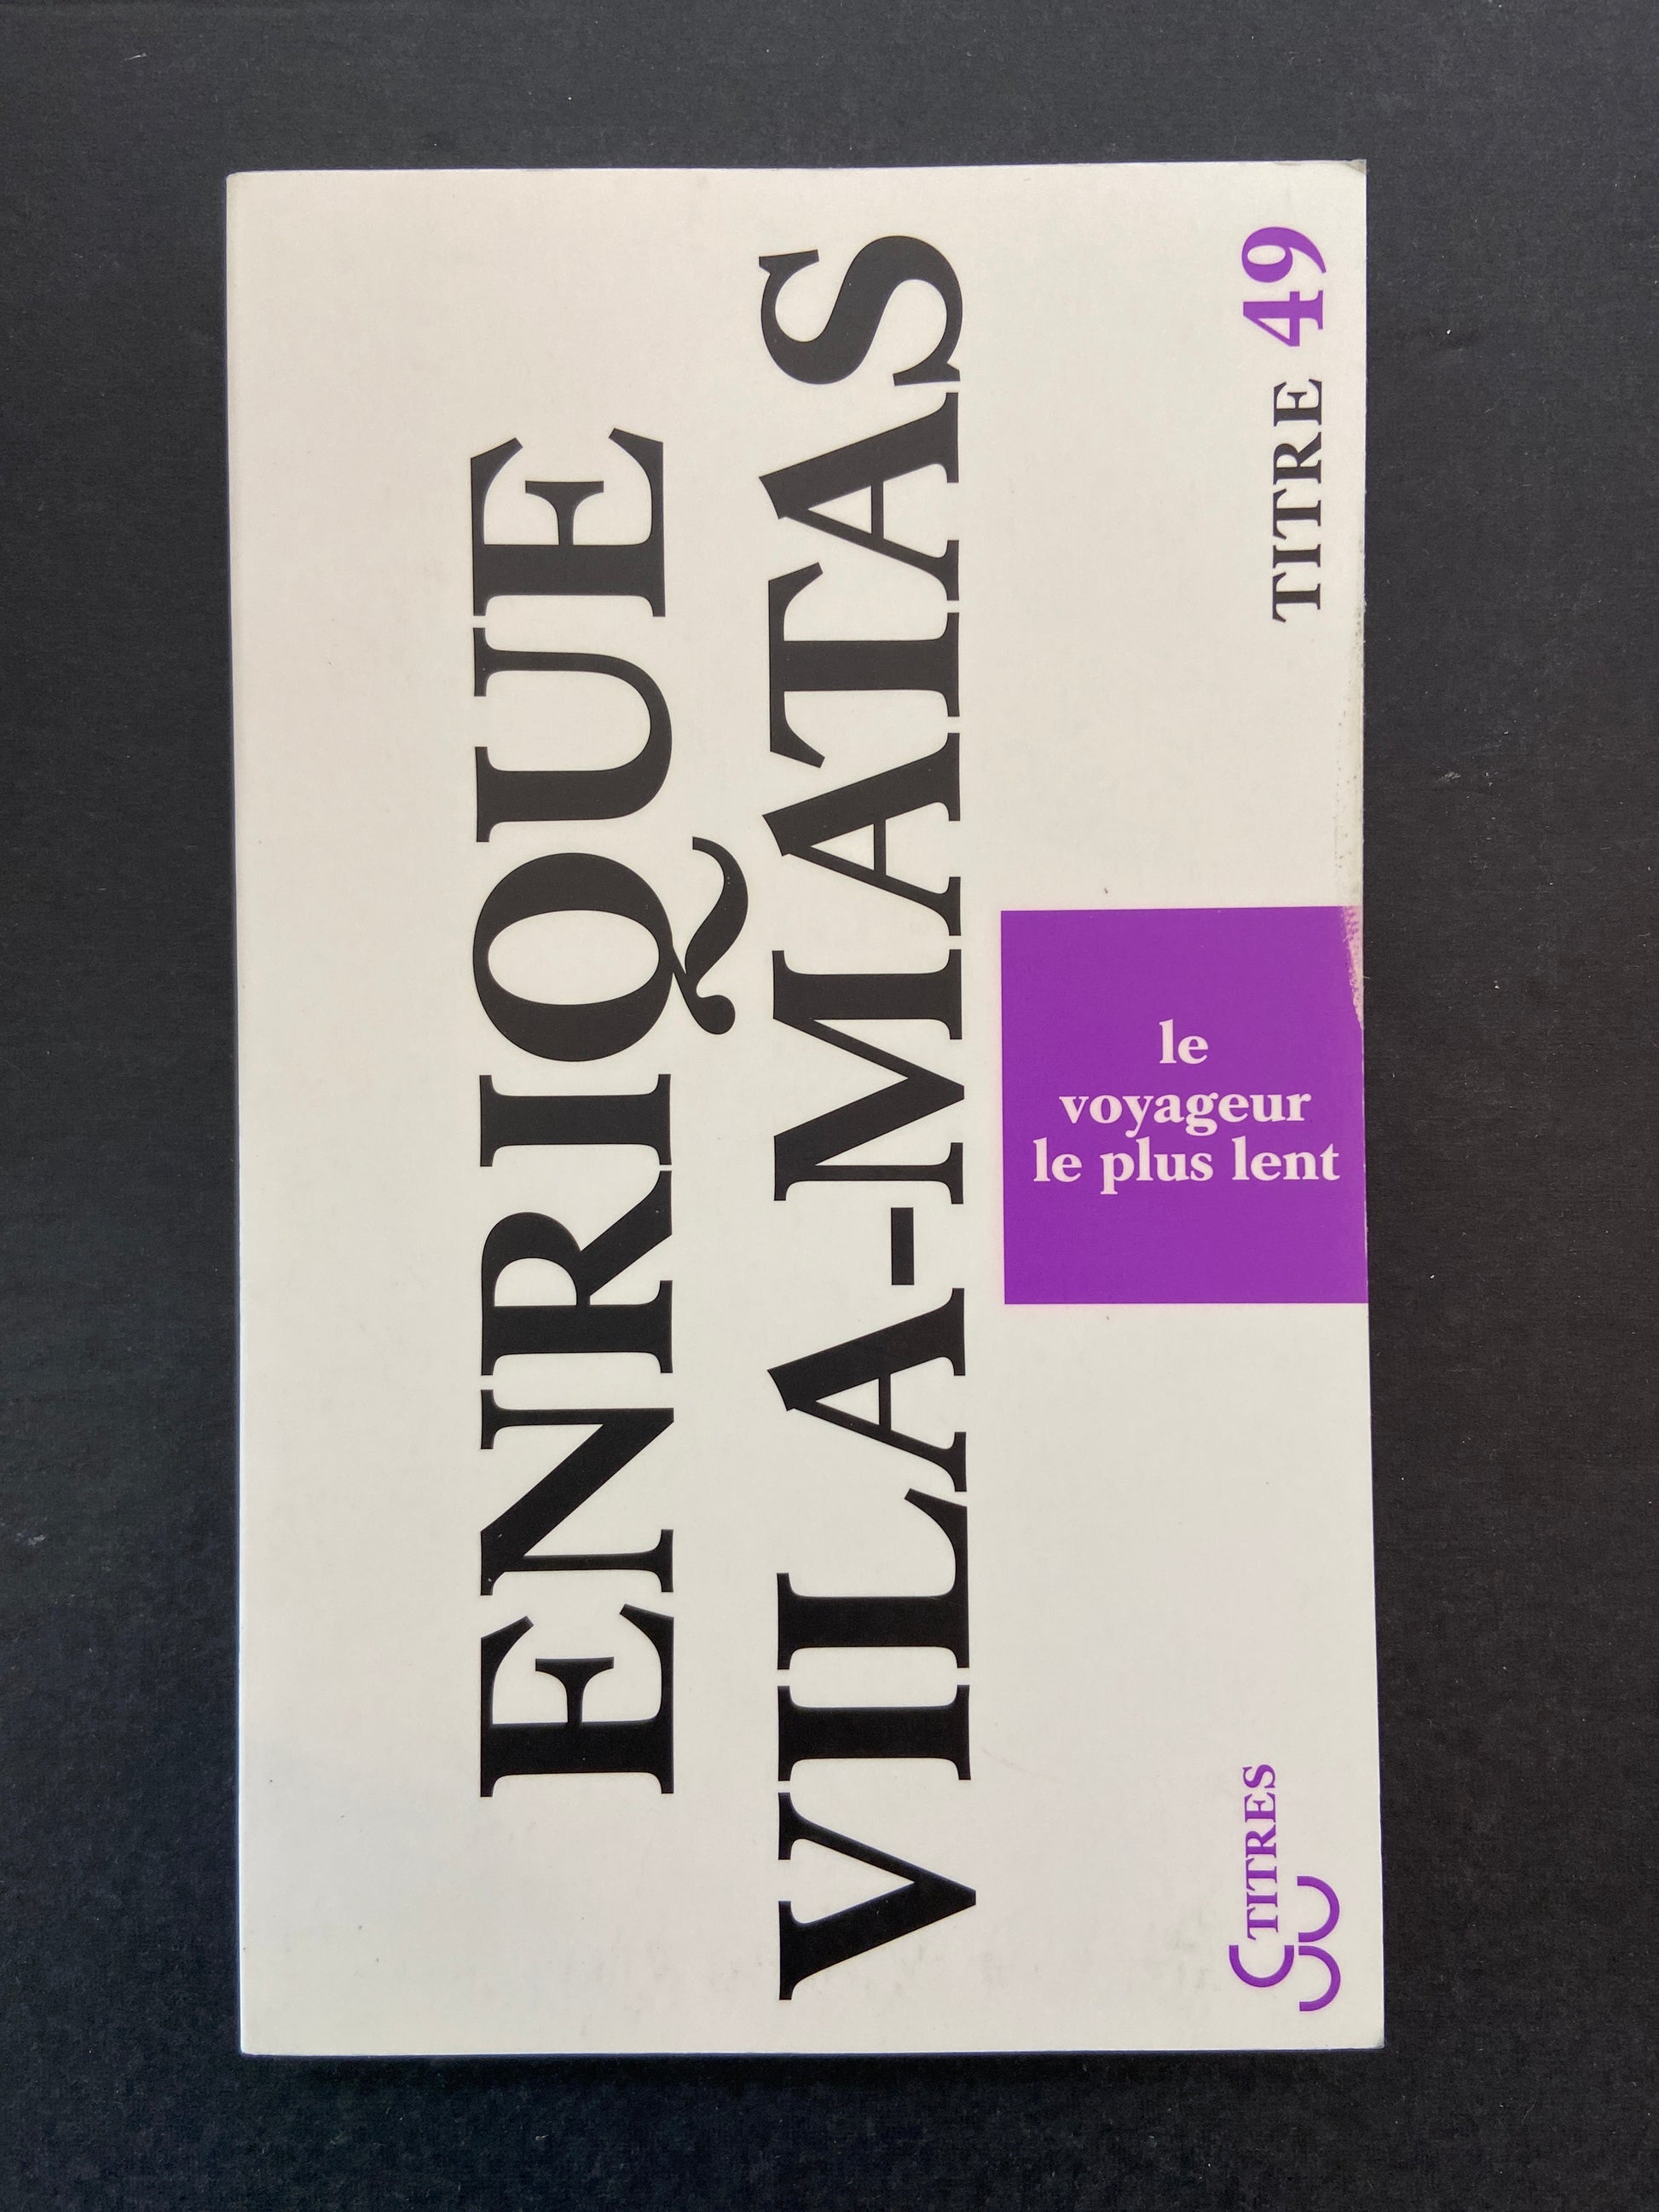 ENRIQUE
VILA-MATAS
le
voyageur
le plus lent
TITRES
TITRE 49